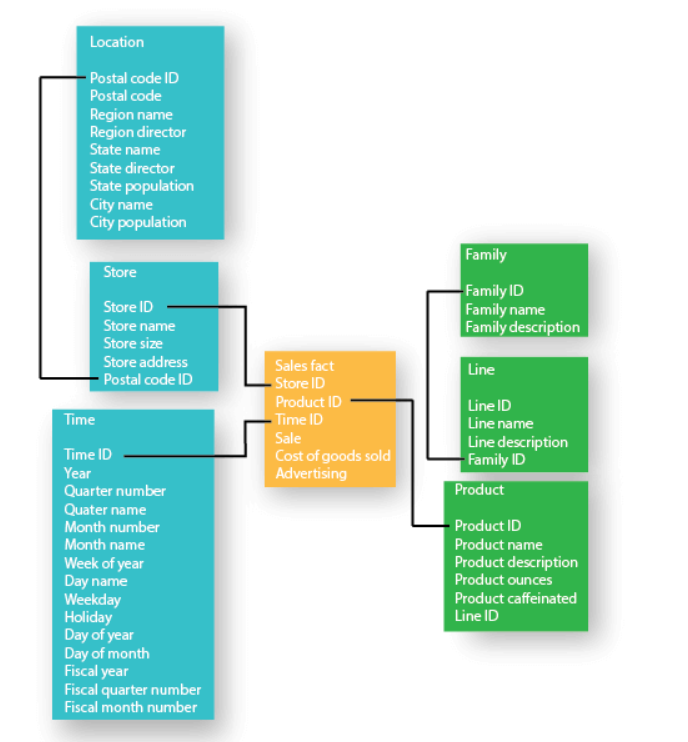 Location
Postal code ID
Postal code
Region name
Region director
State name
State director
State population
City name
City population
Store
Store ID
Store name
Store size
Store address
Postal code ID
Time
Time ID
Year
Quarter number
Quater name
Month number
Month name
Week of year
Day name
Weekday
Holiday
Day of year
Day of month
Fiscal year
Fiscal quarter number
Fiscal month number
Sales fact
Store ID
Product ID
Time ID
Sale
Cost of goods sold
Advertising
Family
Family ID
Family name
Family description
Line
Line ID
Line name
Line description
Family ID
Product
Product ID
Product name
Product description
Product ounces
Product caffeinated
Line ID